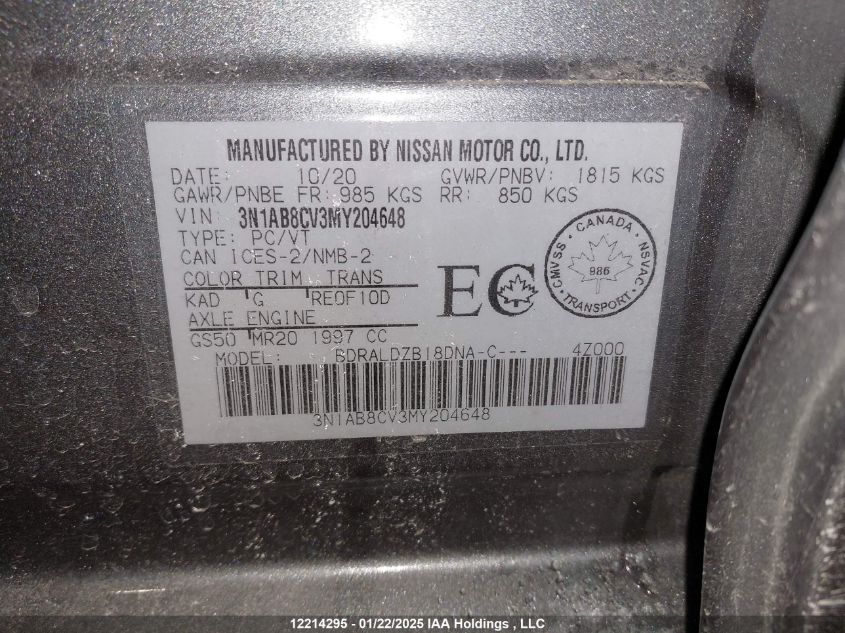 MANUFACTURED BY NISSAN MOTOR CO., LTD.
DATE: 10/20 GVWR/PNBV: 1815 KGS
GAWR/PNBE FR: 985 KGS RR: 850 KGS
VIN: 3N1AB8CV3MY204648
TYPE: PC/VT
CAN ICES-2/NMB-2
COLOR TRIM TRANS
KAD G RE0F10D
AXLE ENGINE
GS50 MR20 1997 CC
MODEL: BDRALDZB18DNA-C--- 4Z000
3N1AB8CV3MY204648
EC
CMVSS · CANADA · NSVAC
986
· TRANSPORT ·
12214295 - 01/22/2025 IAA Holdings , LLC